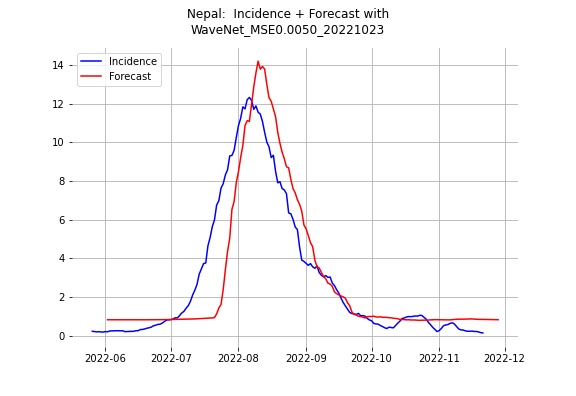 Nepal:  Incidence + Forecast with
WaveNet_MSE0.0050_20221023
Incidence
Forecast
14
12
10
8
6
4
2
0
2022-06 2022-07 2022-08 2022-09 2022-10 2022-11 2022-12